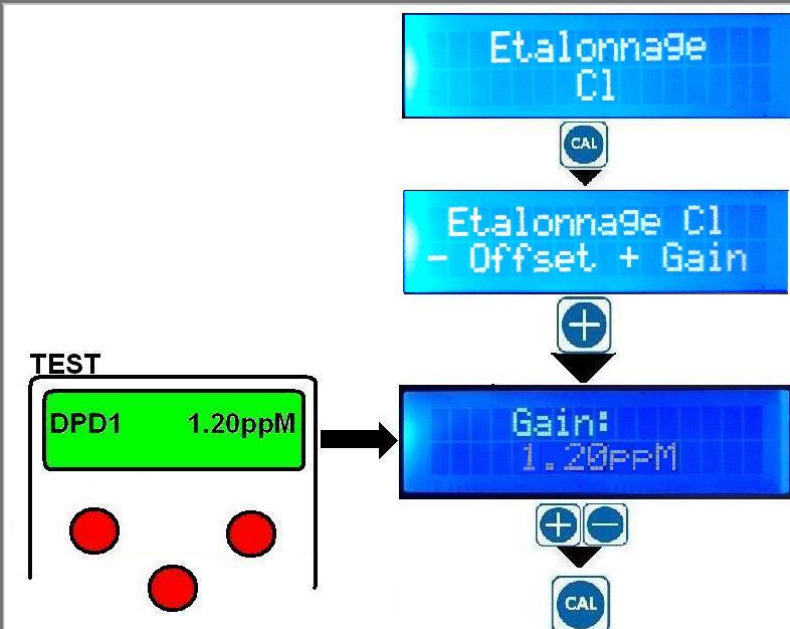 Etalonnage
Cl
CAL
Etalonnage Cl
- Offset + Gain
+
TEST
DPD1 1.20ppM
Gain:
1.20ppM
+ -
CAL